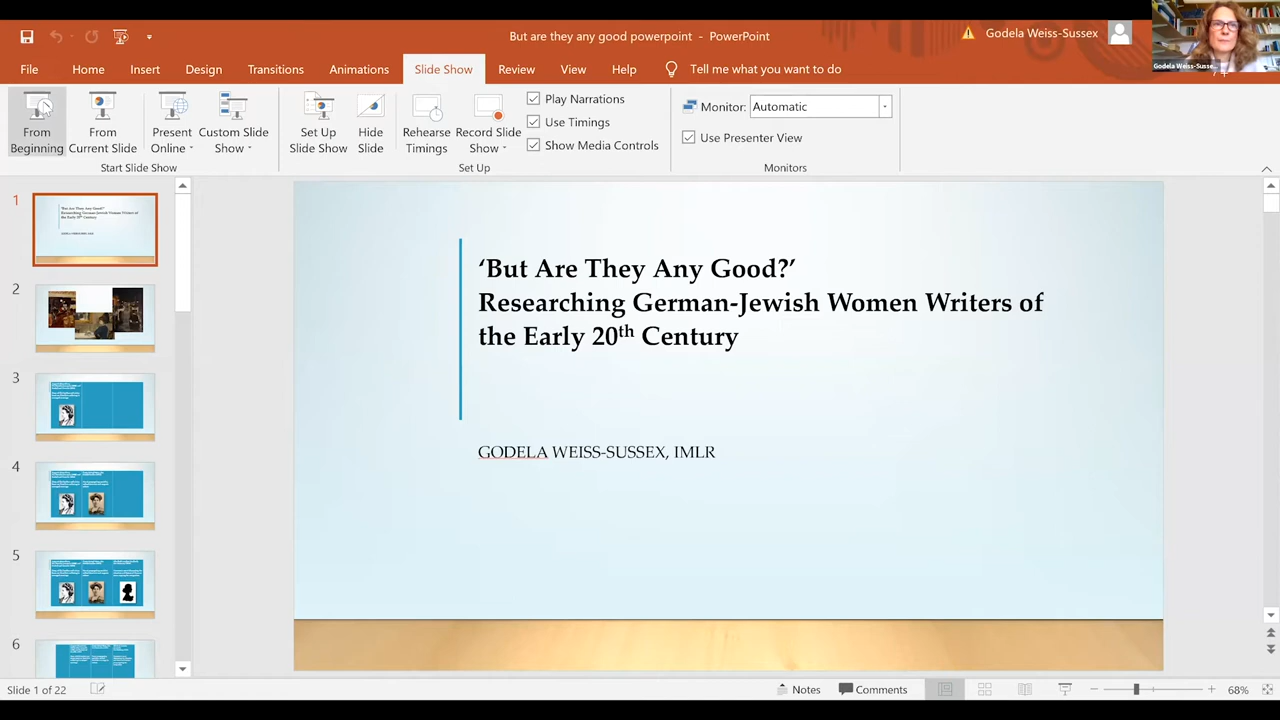 But are they any good powerpoint - PowerPoint
Godela Weiss-Sussex
Godela Weiss-Susse...
File Home Insert Design Transitions Animations Slide Show Review View Help Tell me what you want to do
From Beginning
From Current Slide
Present Online
Custom Slide Show
Start Slide Show
Set Up Slide Show
Hide Slide
Rehearse Timings
Record Slide Show
Play Narrations
Use Timings
Show Media Controls
Set Up
Monitor: Automatic
Use Presenter View
Monitors
1
2
3
4
5
6
‘But Are They Any Good?’
Researching German-Jewish Women Writers of
the Early 20th Century
GODELA WEISS-SUSSEX, IMLR
Slide 1 of 22
Notes
Comments
68%